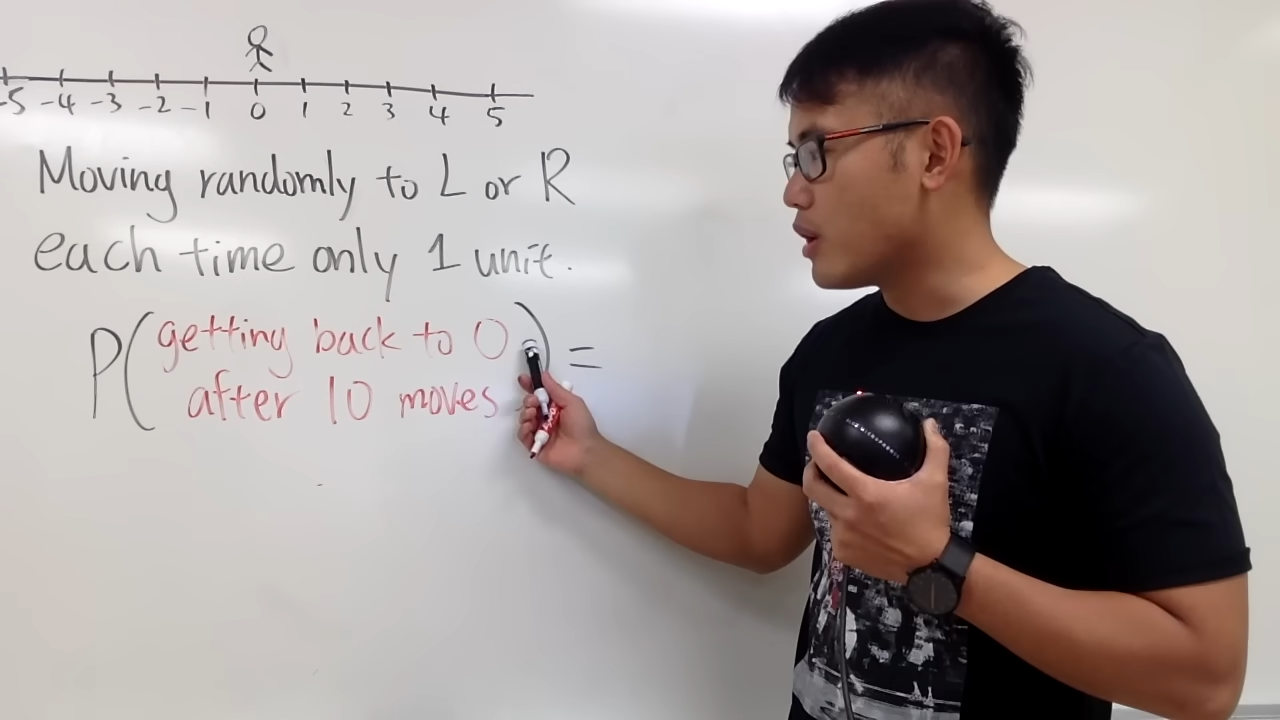 -5 -4 -3 -2 -1 0 1 2 3 4 5
Moving randomly to L or R
each time only 1 unit.
P(getting back to 0
after 10 moves) =